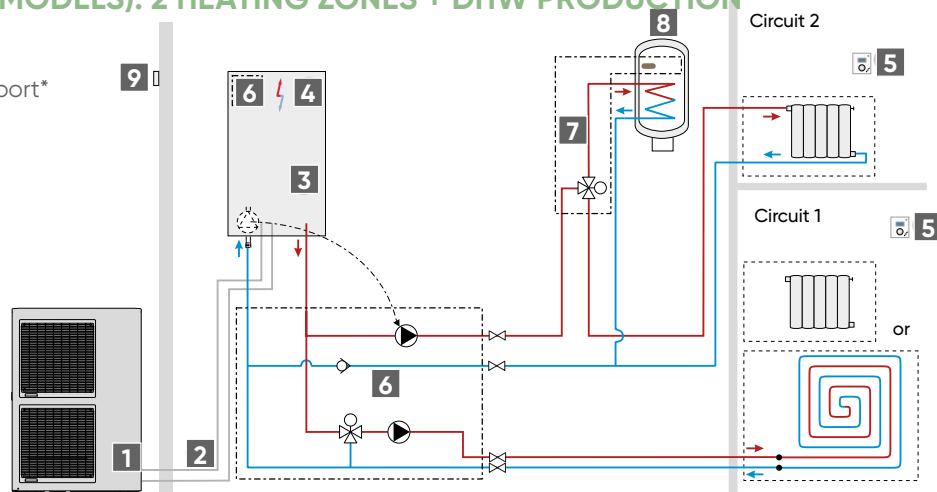 MODELS): 2 HEATING ZONES + DHW PRODUCTION
Circuit 2
8
5
9
port*
6
4
7
3
Circuit 1
5
or
6
1
2